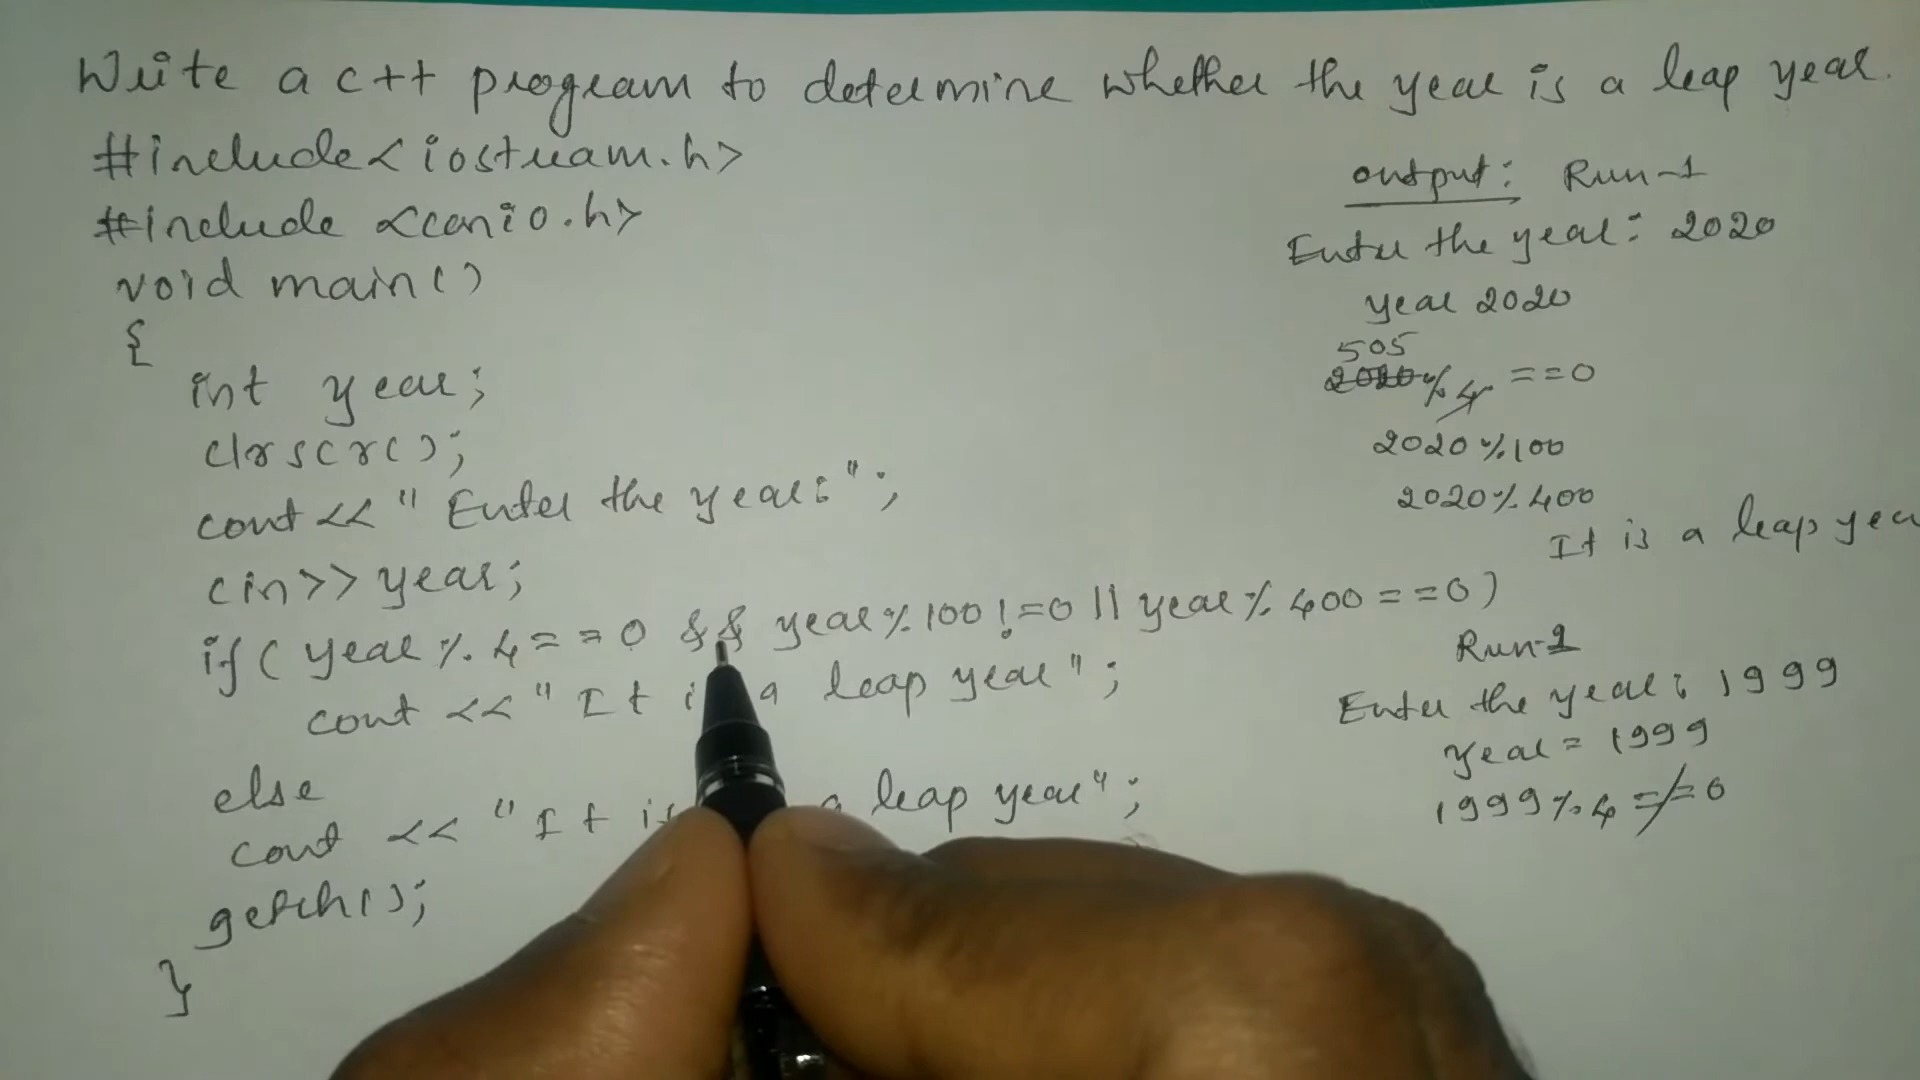 Write a c++ program to determine whether the year is a leap year.
#include<iostream.h>
#include <conio.h>
void main()
{
int year;
clrscr();
cout<<"Enter the year:";
cin>>year;
if(year%4==0 && year%100!=0||year%400==0)
cout<<"It a leap year";
else
cout<<"It a leap year";
getch();
}
output: Run-1
Enter the year: 2020
year 2020
505
2020%4 ==0
2020%100
2020%400
It is a leap yea
Run-2
Enter the year: 1999
year = 1999
1999%4==0